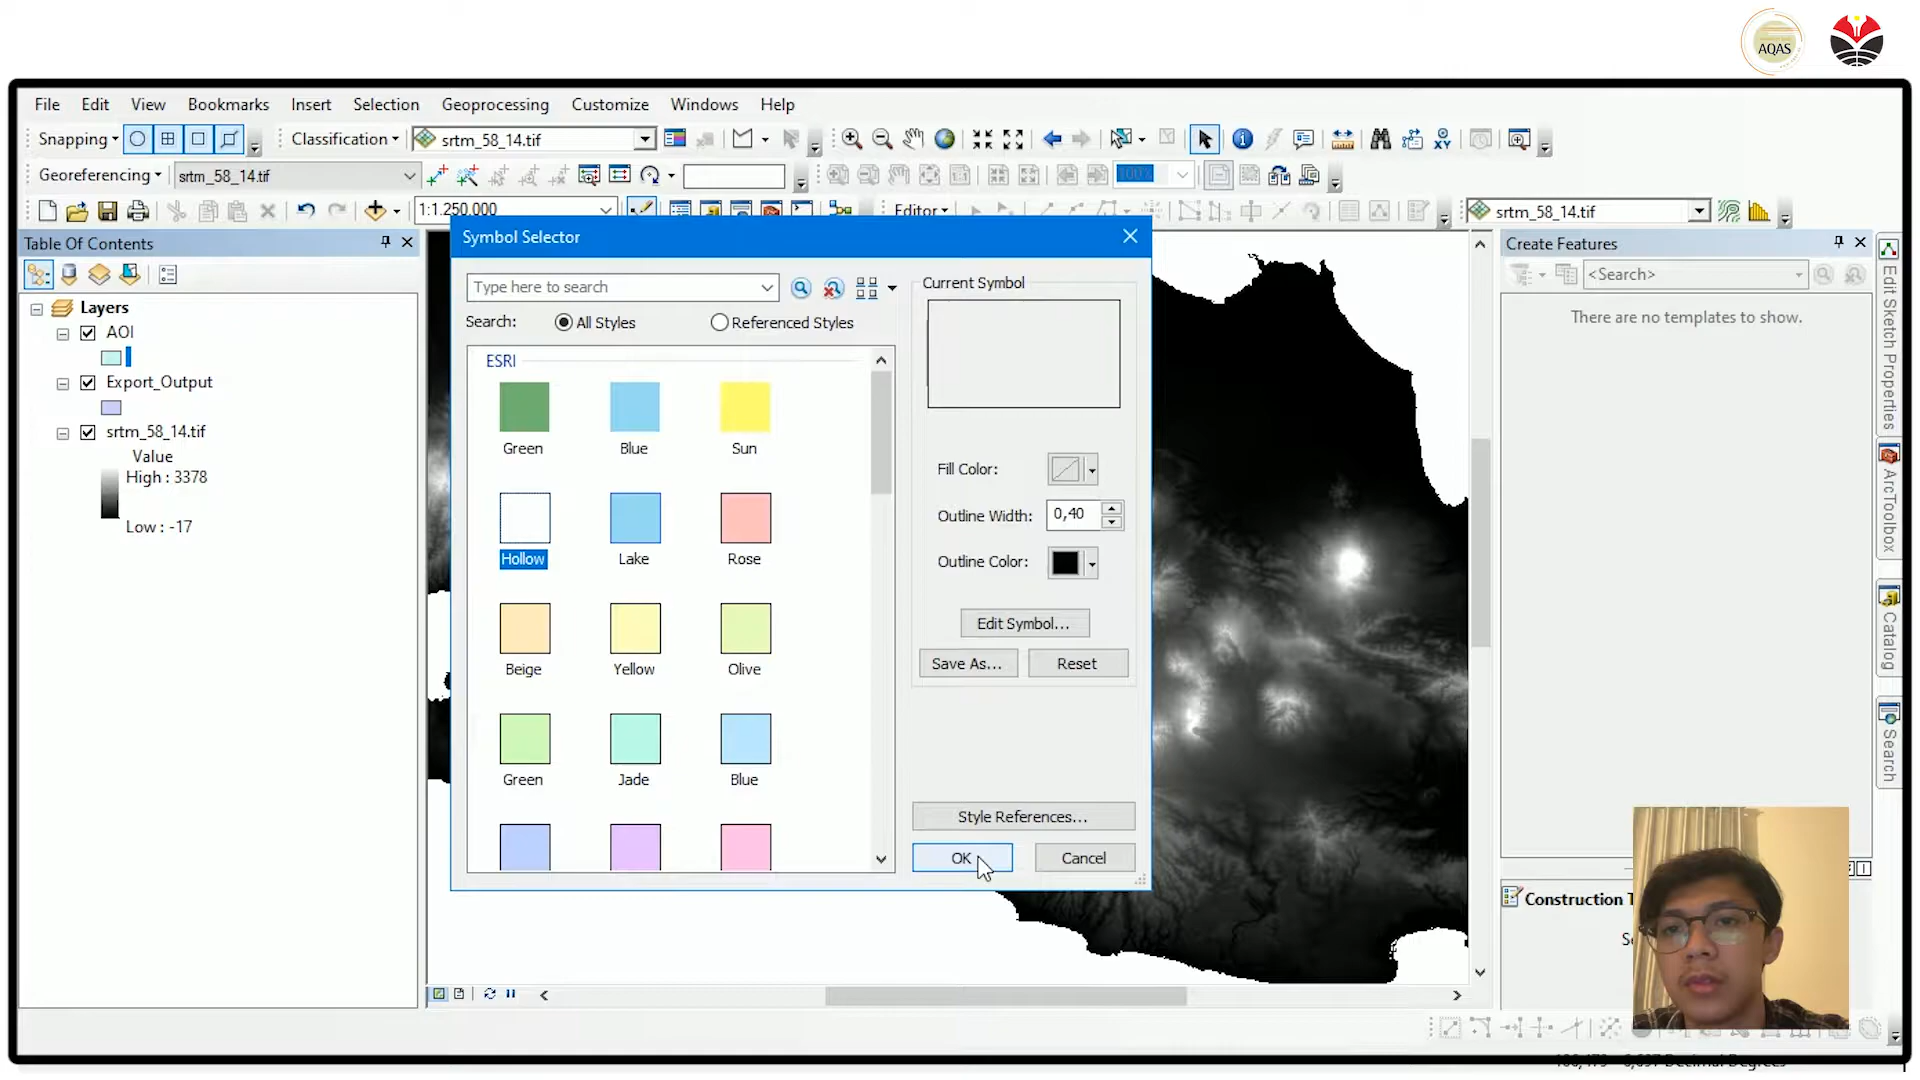 AQAS
File Edit View Bookmarks Insert Selection Geoprocessing Customize Windows Help
Snapping Classification srtm_58_14.tif
Georeferencing srtm_58_14.tif 100%
1:1.250.000 Editor srtm_58_14.tif
Table Of Contents
Layers
AOI
Export_Output
srtm_58_14.tif
Value
High : 3378
Low : -17
Symbol Selector
Type here to search
Search: All Styles Referenced Styles
ESRI
Green Blue Sun
Hollow Lake Rose
Beige Yellow Olive
Green Jade Blue
Current Symbol
Fill Color:
Outline Width: 0,40
Outline Color:
Edit Symbol...
Save As... Reset
Style References...
OK Cancel
Create Features
<Search>
There are no templates to show.
Construction T
Edit Sketch Properties
ArcToolbox
Catalog
Search